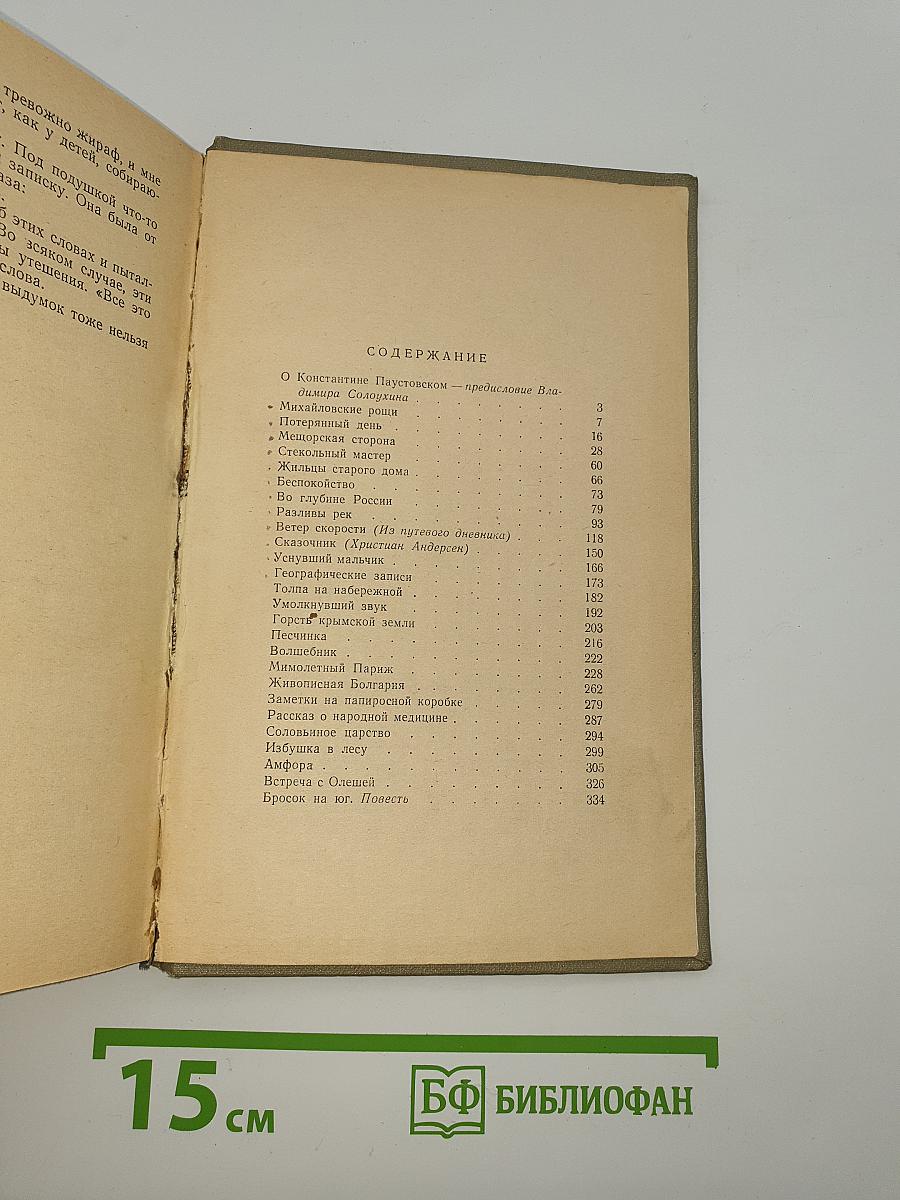 тревожно жираф, и мне
как у детей, собираю-
Под подушкой что-то
записку. Она была от
этих словах и пытал-
Во всяком случае, эти
утешения. «Все это
слова.
выдумок тоже нельзя
СОДЕРЖАНИЕ
О Константине Паустовском — предисловие Вла-
димира Солоухина . . . . . . . . 3
Михайловские рощи . . . . . . . . 7
Потерянный день . . . . . . . . 16
Мещорская сторона . . . . . . . . 28
Стекольный мастер . . . . . . . . 60
Жильцы старого дома . . . . . . . . 66
Беспокойство . . . . . . . . 73
Во глубине России . . . . . . . . 79
Разливы рек . . . . . . . . 93
Ветер скорости (Из путевого дневника) . . . 118
Сказочник (Христиан Андерсен) . . . . 150
Уснувший мальчик . . . . . . . . 166
Географические записи . . . . . . . 173
Толпа на набережной . . . . . . . 182
Умолкнувший звук . . . . . . . 192
Горсть крымской земли . . . . . . . 203
Песчинка . . . . . . . . 216
Волшебник . . . . . . . . 222
Мимолетный Париж . . . . . . . 228
Живописная Болгария . . . . . . . 262
Заметки на папиросной коробке . . . . . 279
Рассказ о народной медицине . . . . . 287
Соловьиное царство . . . . . . . 294
Избушка в лесу . . . . . . . . 299
Амфора . . . . . . . . 305
Встреча с Олешей . . . . . . . 326
Бросок на юг. Повесть . . . . . . . 334
15 см
БФ БИБЛИОФАН